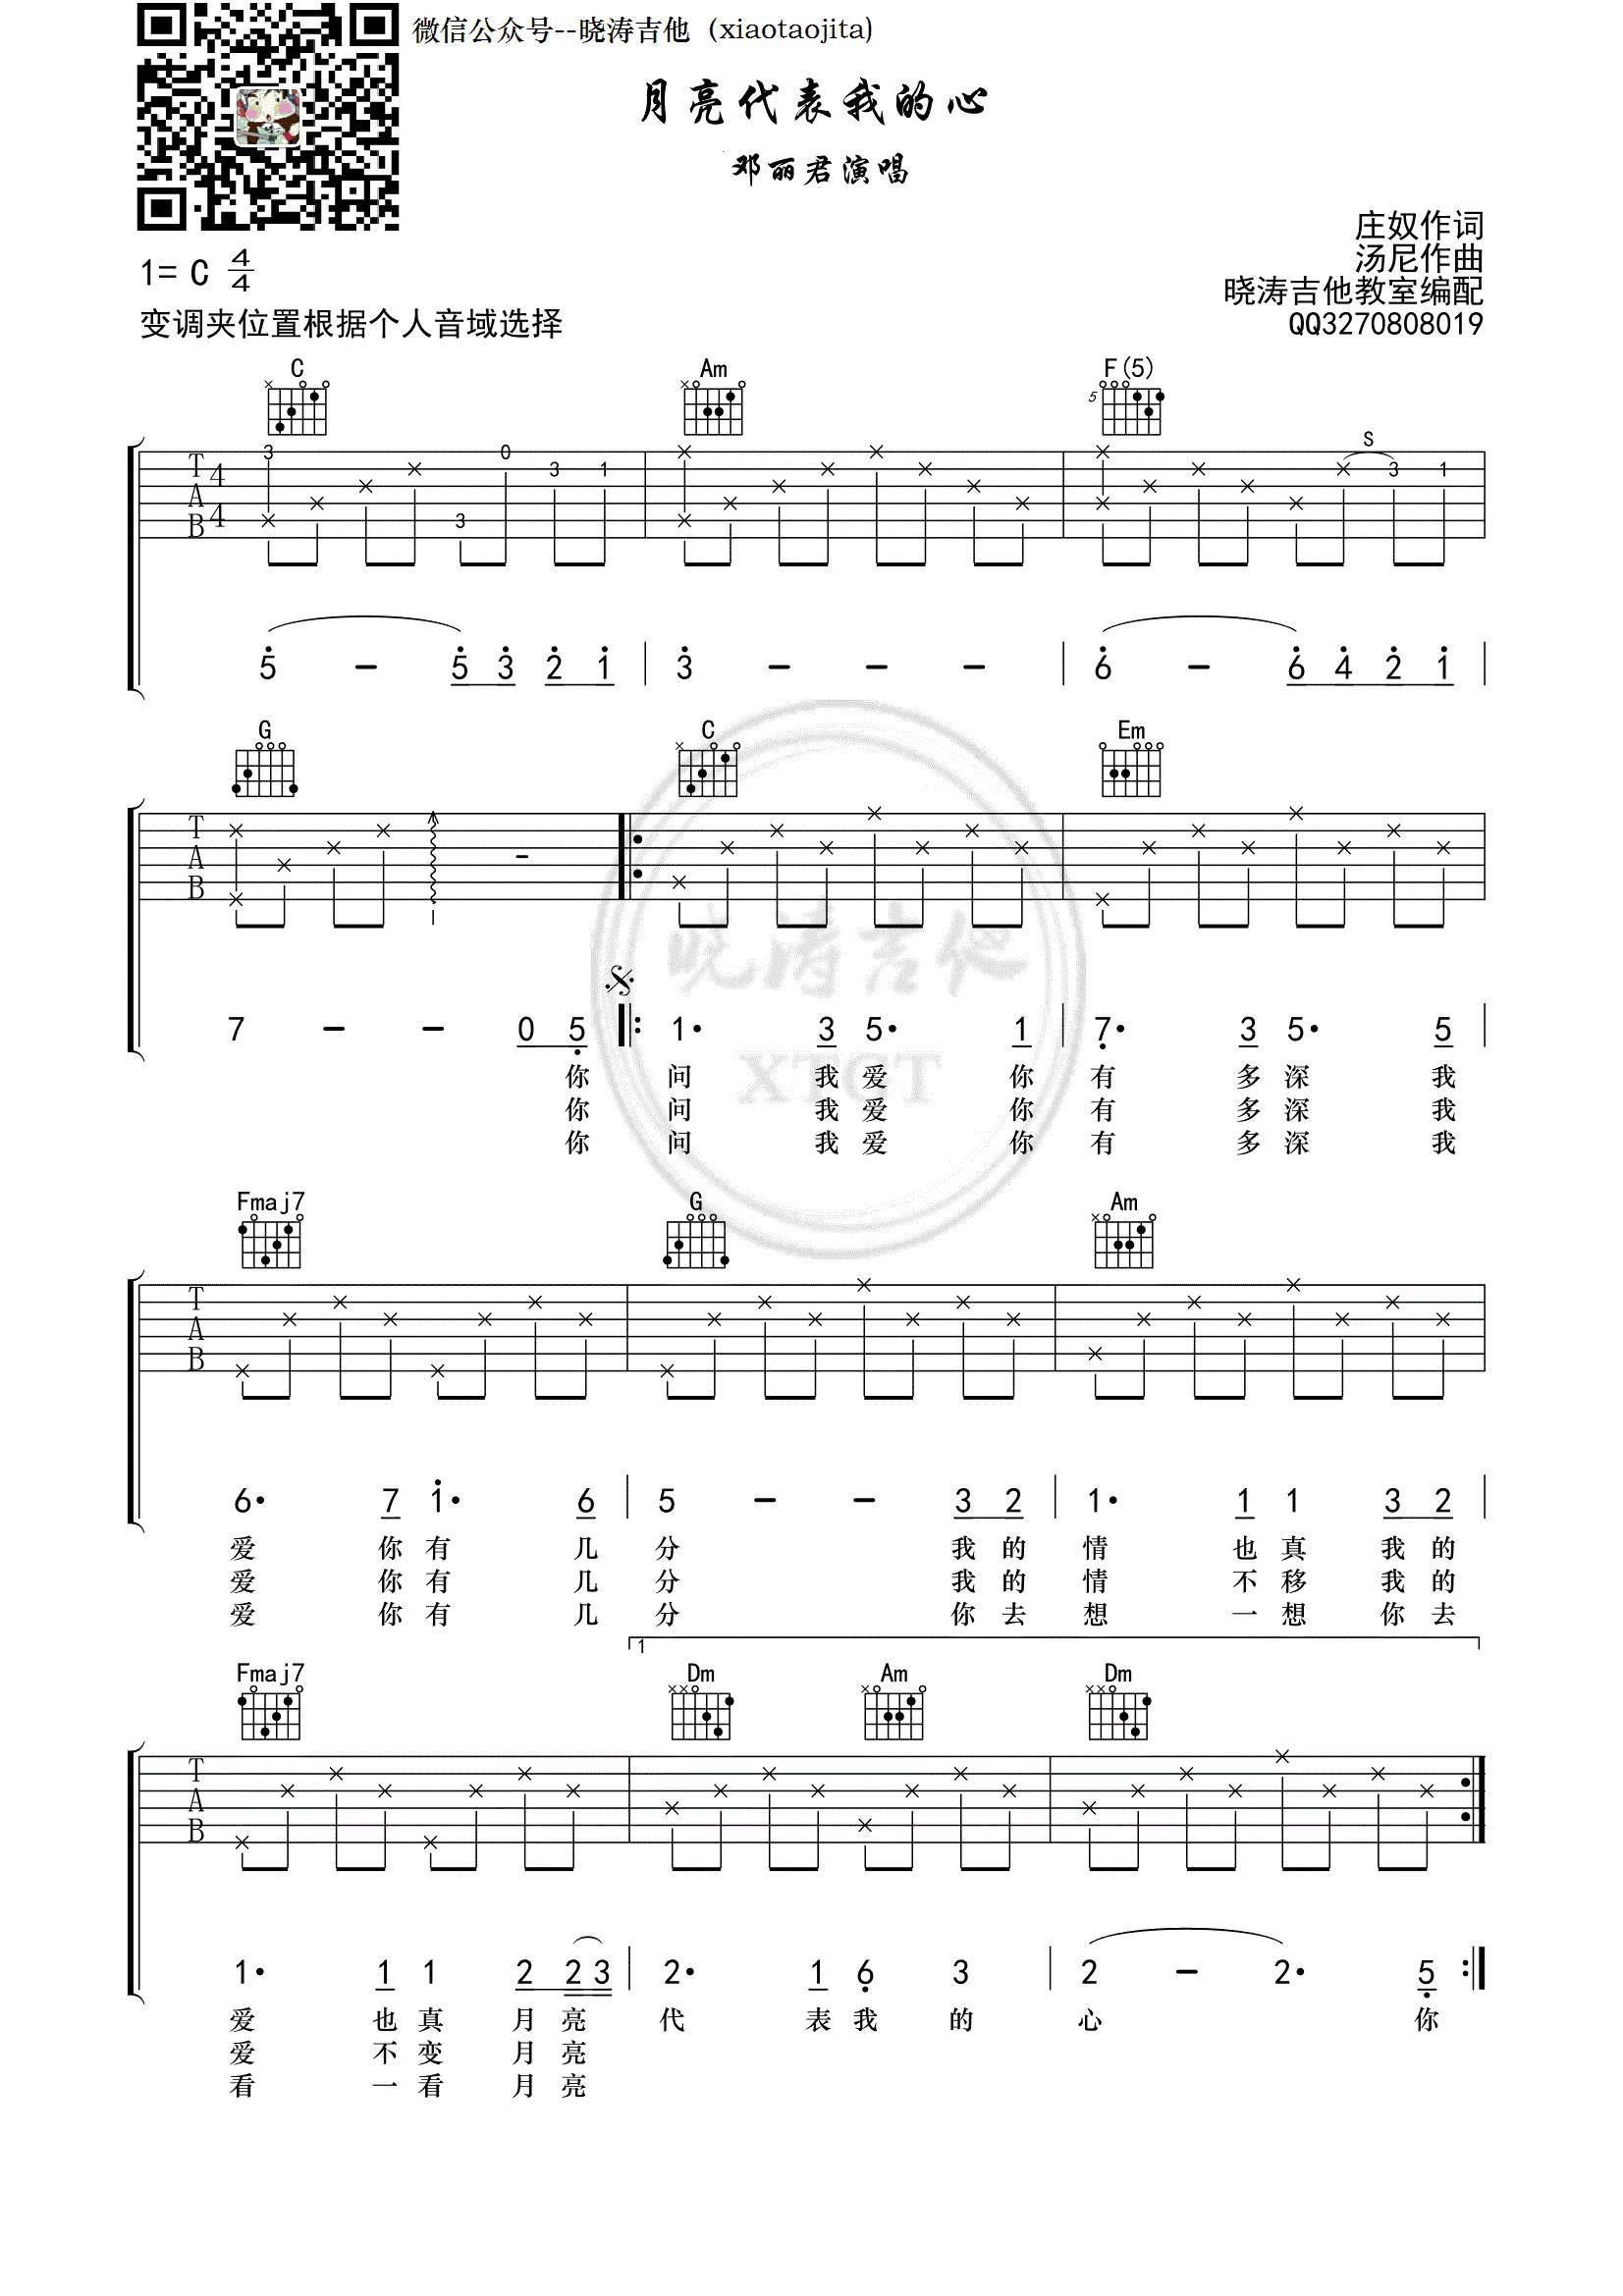 微信公众号--晓涛吉他（xiaotaojita)
月亮代表我的心
邓丽君演唱
庄奴作词
汤尼作曲
晓涛吉他教室编配
QQ3270808019
1= C 4/4
变调夹位置根据个人音域选择
C Am F(5)
5
T A B 4 4 3 3 0 3 1 S 3 1
5 - 5 3 2 1 3 - - - 6 - 6 4 2 1
G C Em
T A B
7 - - 0 5 1· 3 5· 1 7· 3 5· 5
你 问 我 爱 你 有 多 深 我
你 问 我 爱 你 有 多 深 我
你 问 我 爱 你 有 多 深 我
晓涛吉他
XTGT
Fmaj7 G Am
T A B
6· 7 1· 6 5 - - 3 2 1· 1 1 3 2
爱 你 有 几 分 我 的 情 也 真 我 的
爱 你 有 几 分 我 的 情 不 移 我 的
爱 你 有 几 分 你 去 想 一 想 你 去
1
Fmaj7 Dm Am Dm
T A B
1· 1 1 2 2 3 2· 1 6 3 2 - 2· 5
爱 也 真 月 亮 代 表 我 的 心 你
爱 不 变 月 亮
看 一 看 月 亮